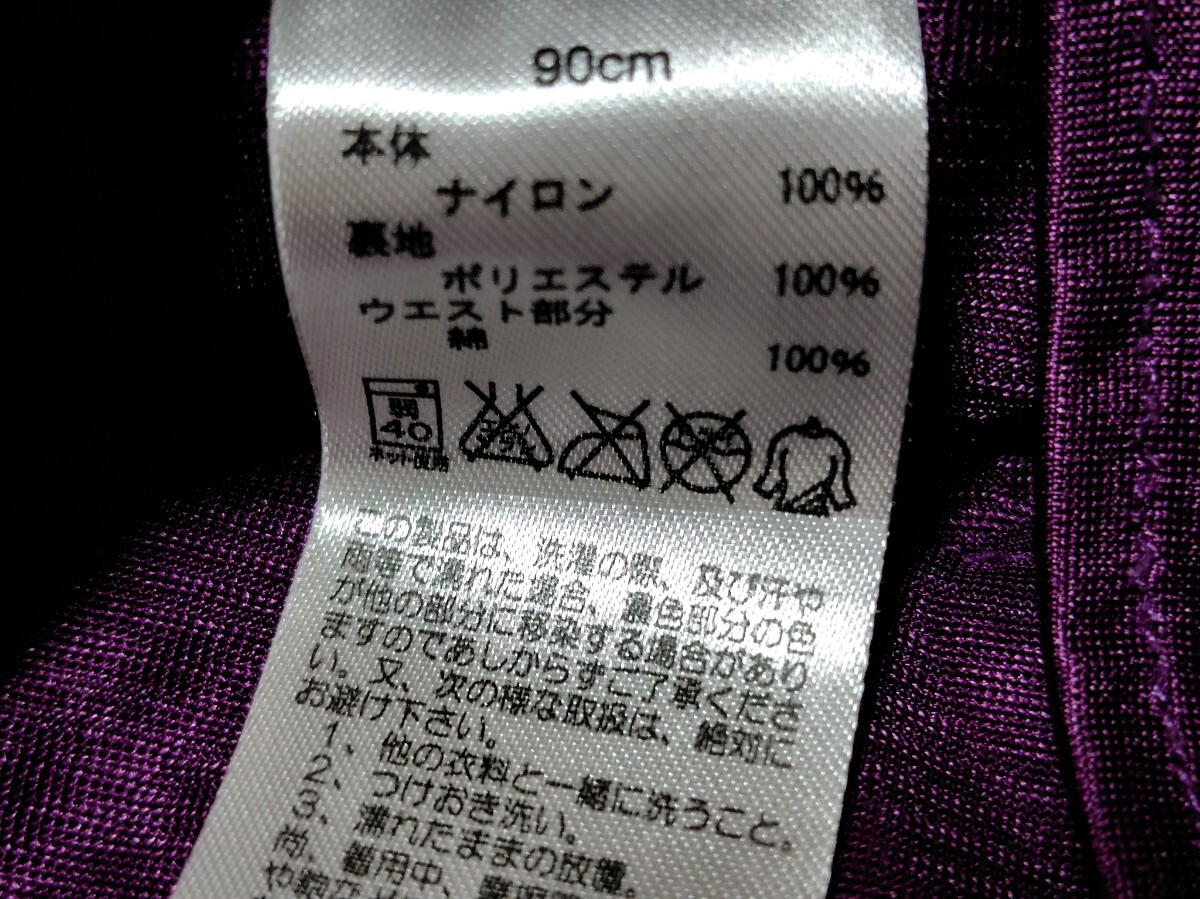 90cm
本体
ナイロン 100%
裏地
ポリエステル 100%
ウエスト部分
綿 100%
弱
40
ネット使用
この製品は、洗濯の際、及び汗や
雨等で濡れた場合、濃色部分の色
が他の部分に移染する場合があり
ますのであしからずご了承くださ
い。又、次の様な取扱は、絶対に
お避け下さい。
1、他の衣料と一緒に洗うこと。
2、つけおき洗い。
3、濡れたままの放置。
尚、着用中、
や